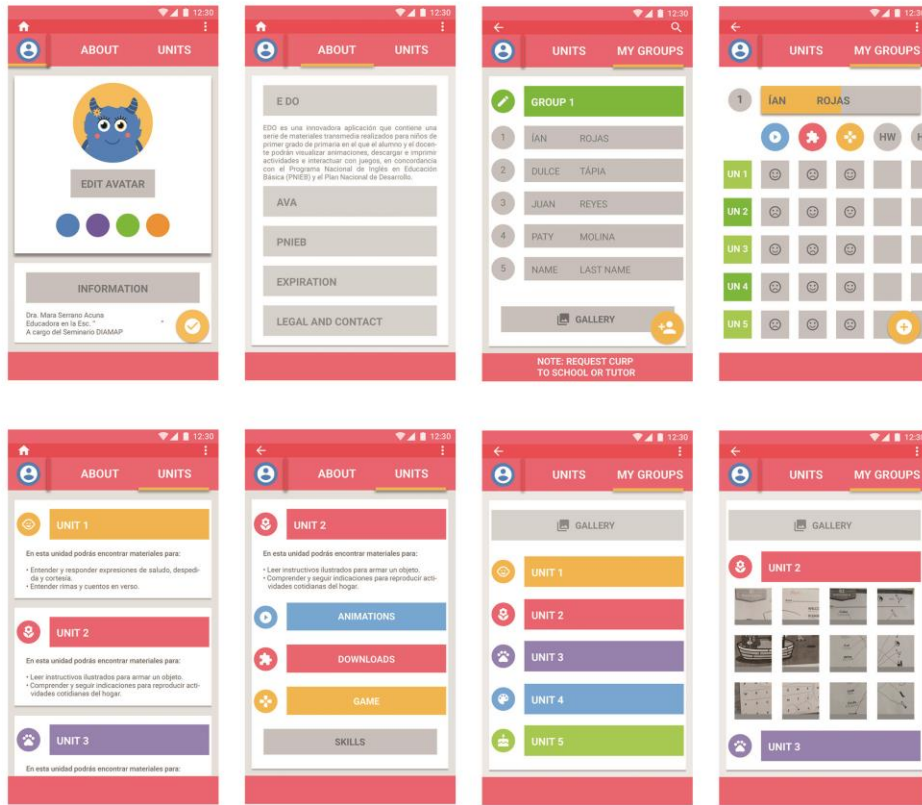 12:30
ABOUT UNITS
EDIT AVATAR
INFORMATION
Dra. Mara Serrano Acuna
Educadora en la Esc. " "
A cargo del Seminario DIAMAP
12:30
ABOUT UNITS
E DO
EDO es una innovadora aplicación que contiene una
serie de materiales transmedia realizados para niños de
primer grado de primaria en el que el alumno y el docen-
te podrán visualizar animaciones, descargar e imprimir
actividades e interactuar con juegos, en concordancia
con el Programa Nacional de Inglés en Educación
Básica (PNIEB) y el Plan Nacional de Desarrollo.
AVA
PNIEB
EXPIRATION
LEGAL AND CONTACT
12:30
UNITS MY GROUPS
GROUP 1
1 ÍAN ROJAS
2 DULCE TÁPIA
3 JUAN REYES
4 PATY MOLINA
5 NAME LAST NAME
GALLERY
NOTE: REQUEST CURP
TO SCHOOL OR TUTOR
12:30
UNITS MY GROUPS
1 ÍAN ROJAS
HW H
UN 1
UN 2
UN 3
UN 4
UN 5
12:30
ABOUT UNITS
UNIT 1
En esta unidad podrás encontrar materiales para:
• Entender y responder expresiones de saludo, despedi-
da y cortesía.
• Entender rimas y cuentos en verso.
UNIT 2
En esta unidad podrás encontrar materiales para:
• Leer instructivos ilustrados para armar un objeto.
• Comprender y seguir indicaciones para reproducir acti-
vidades cotidianas del hogar.
UNIT 3
En esta unidad podrás encontrar materiales para:
12:30
ABOUT UNITS
UNIT 2
En esta unidad podrás encontrar materiales para:
• Leer instructivos ilustrados para armar un objeto.
• Comprender y seguir indicaciones para reproducir acti-
vidades cotidianas del hogar.
ANIMATIONS
DOWNLOADS
GAME
SKILLS
12:30
UNITS MY GROUPS
GALLERY
UNIT 1
UNIT 2
UNIT 3
UNIT 4
UNIT 5
12:30
UNITS MY GROUPS
GALLERY
UNIT 2
UNIT 3